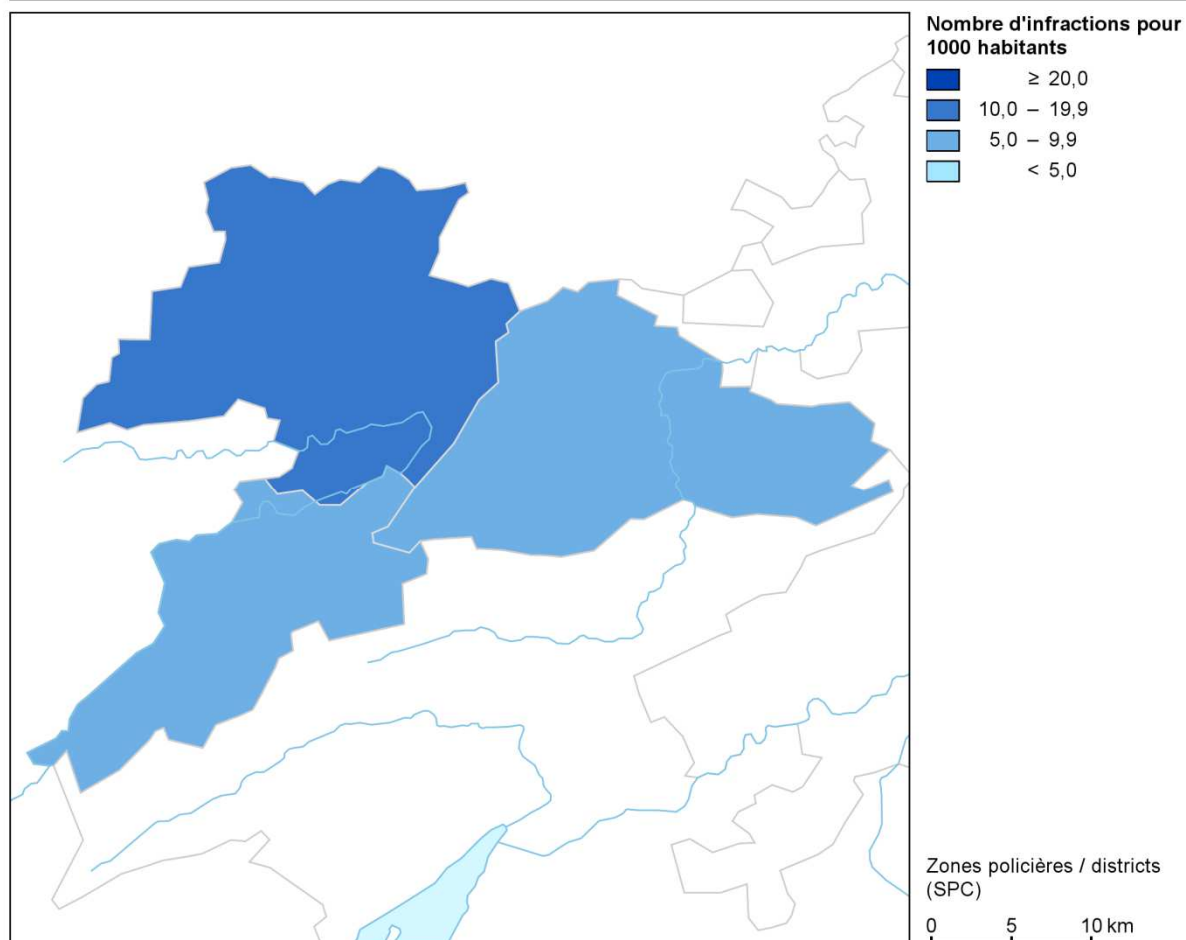 Nombre d'infractions pour
1000 habitants
≥ 20,0
10,0 – 19,9
5,0 – 9,9
< 5,0
Zones policières / districts
(SPC)
0 5 10 km